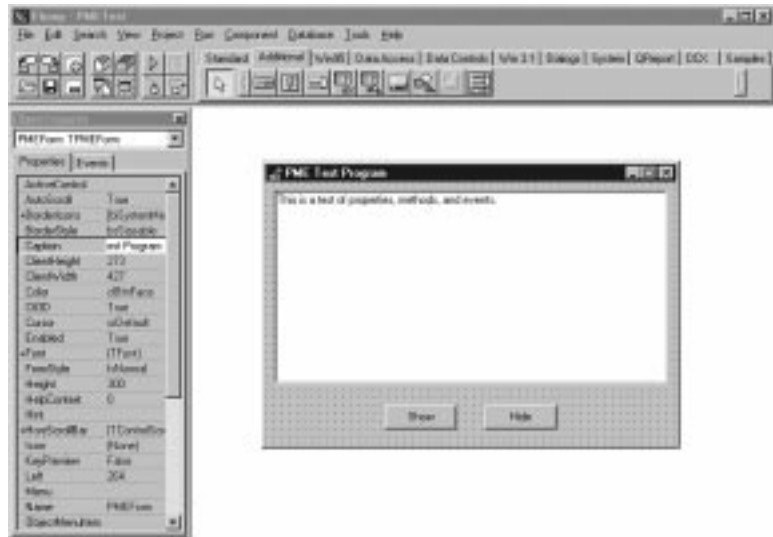 Ebony - PME Test
File Edit Search View Project Run Component Database Tools Help
Standard Additional Win95 Data Access Data Controls Win 3.1 Dialogs System QReport OCX Samples
PMEForm: TPMEForm
Properties Events
ActiveControl
AutoScroll True
+BorderIcons [biSystemMe
BorderStyle bsSizeable
Caption est Program
ClientHeight 273
ClientWidth 427
Color clBtnFace
Ctl3D True
Cursor crDefault
Enabled True
+Font (TFont)
FormStyle fsNormal
Height 300
HelpContext 0
Hint
+HorzScrollBar (TControlScr
Icon (None)
KeyPreview False
Left 204
Menu
Name PMEForm
ObjectMenuItem
PME Test Program
This is a test of properties, methods, and events.
Show Hide